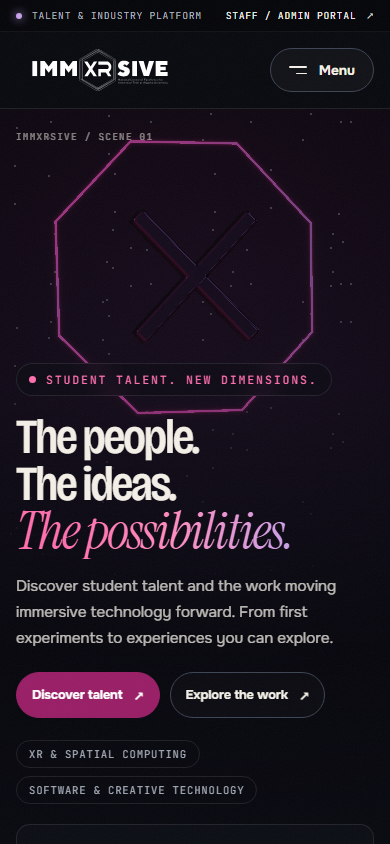 TALENT & INDUSTRY PLATFORM
STAFF / ADMIN PORTAL ↗
IMMXRSIVE
Menu
IMMXRSIVE / SCENE 01
STUDENT TALENT. NEW DIMENSIONS.
The people.
The ideas.
The possibilities.
Discover student talent and the work moving
immersive technology forward. From first
experiments to experiences you can explore.
Discover talent ↗
Explore the work ↗
XR & SPATIAL COMPUTING
SOFTWARE & CREATIVE TECHNOLOGY